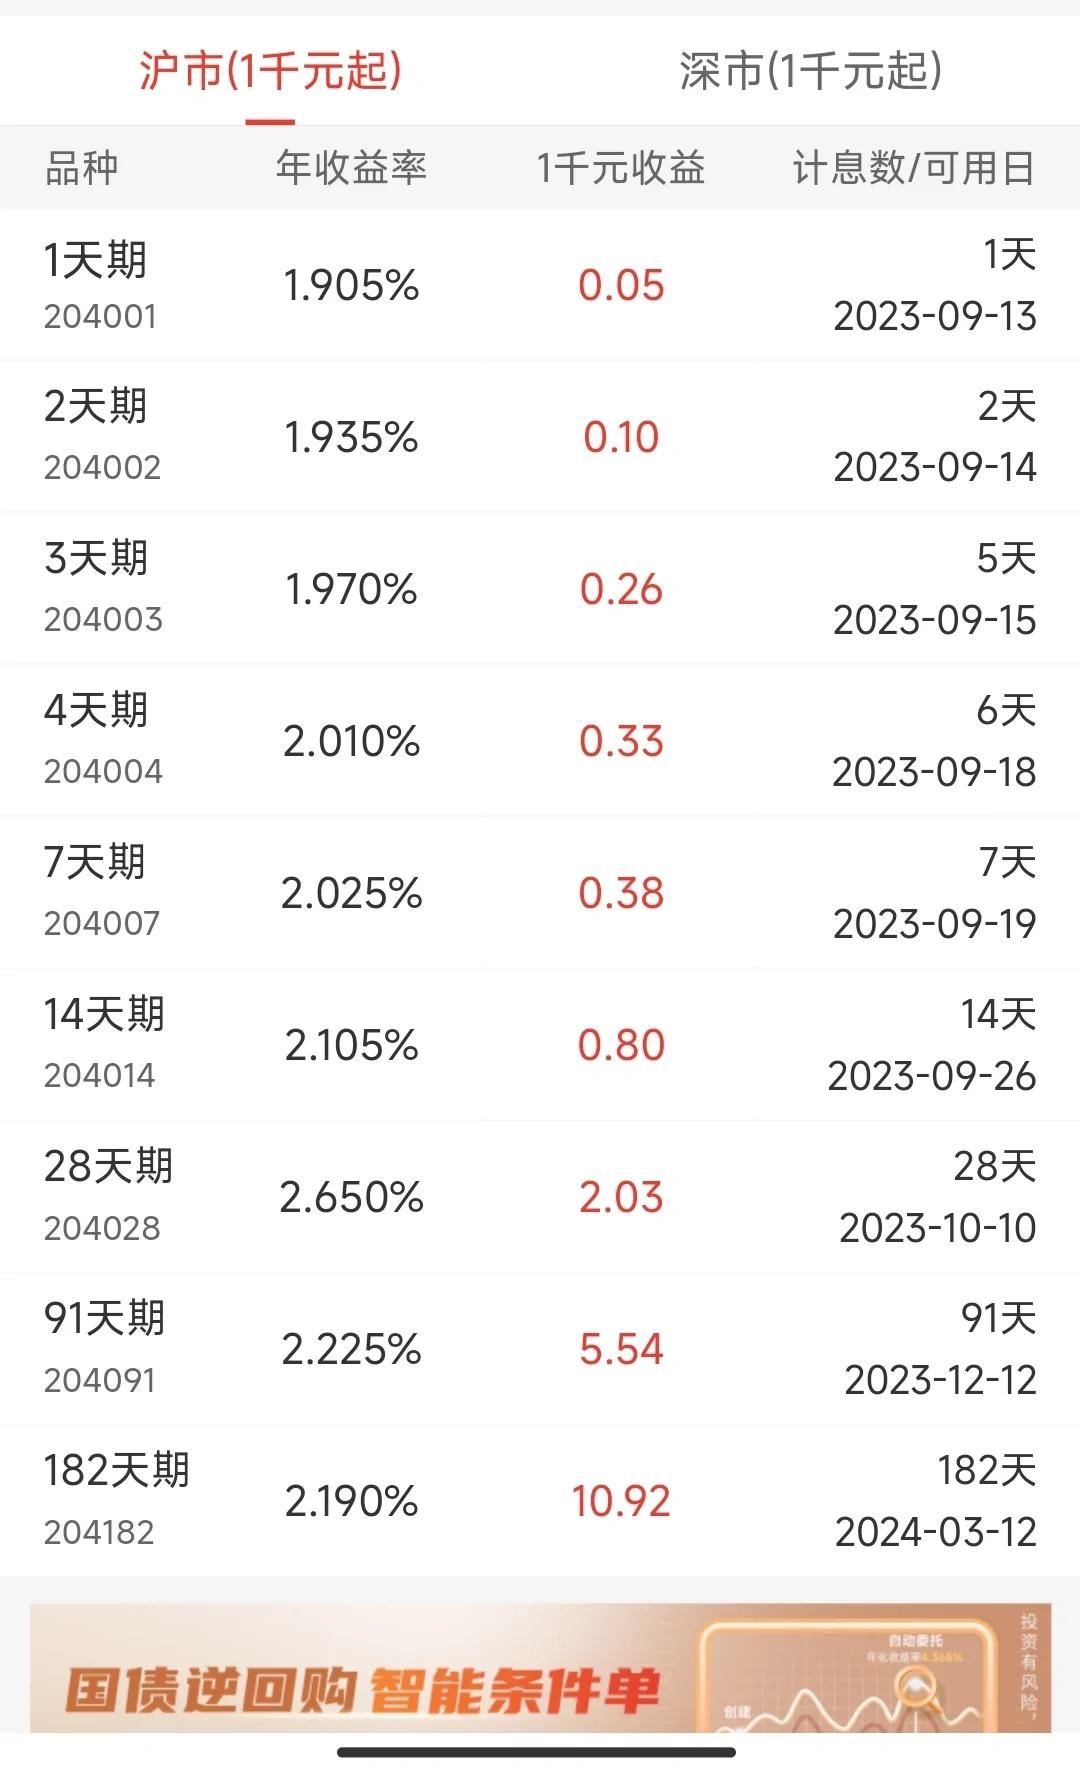 沪市(1千元起) 深市(1千元起)
品种 年收益率 1千元收益 计息数/可用日
1天期 1.905% 0.05 1天
204001 2023-09-13
2天期 1.935% 0.10 2天
204002 2023-09-14
3天期 1.970% 0.26 5天
204003 2023-09-15
4天期 2.010% 0.33 6天
204004 2023-09-18
7天期 2.025% 0.38 7天
204007 2023-09-19
14天期 2.105% 0.80 14天
204014 2023-09-26
28天期 2.650% 2.03 28天
204028 2023-10-10
91天期 2.225% 5.54 91天
204091 2023-12-12
182天期 2.190% 10.92 182天
204182 2024-03-12
国债逆回购 智能条件单
自动委托
年化收益率4.365%
创建
投资有风险，